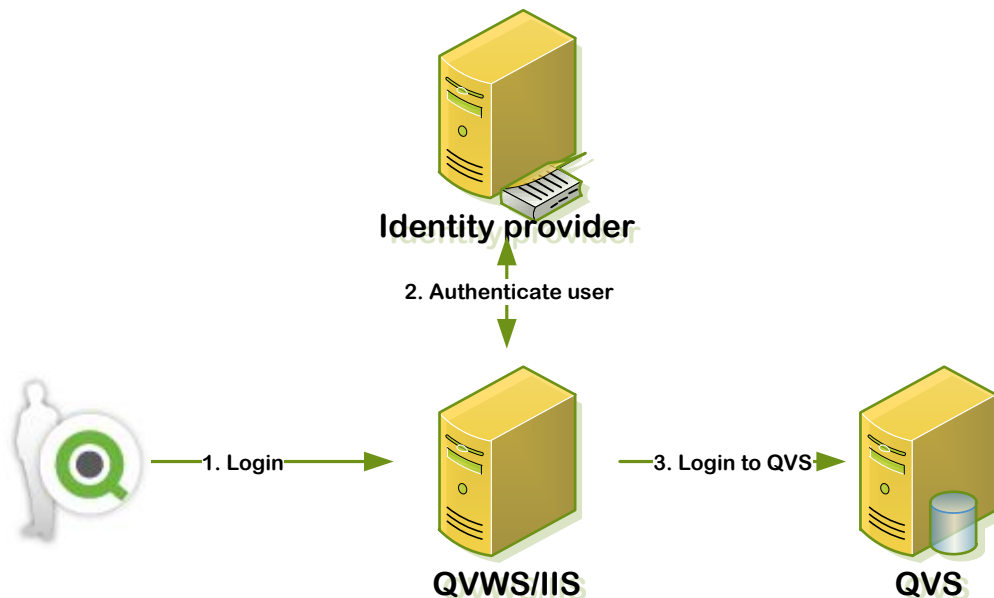 Identity provider
2. Authenticate user
1. Login
3. Login to QVS
QVWS/IIS
QVS